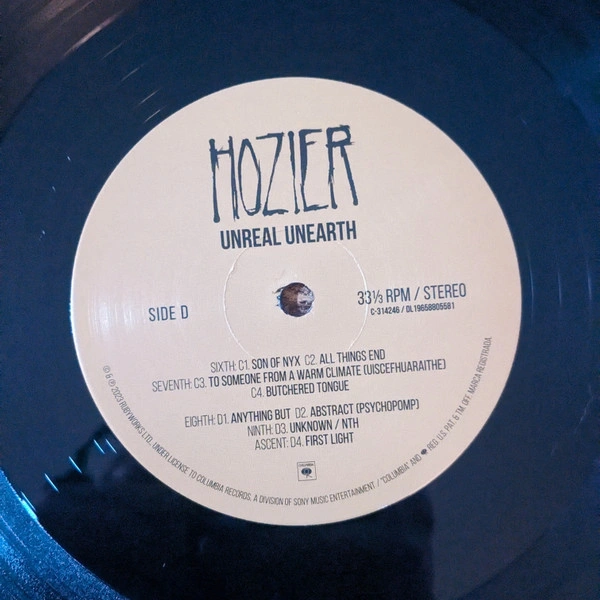 HOZIER
UNREAL UNEARTH
SIDE D
33⅓ RPM / STEREO
C-314246 / DL19658805581
SIXTH: C1. SON OF NYX C2. ALL THINGS END
SEVENTH: C3. TO SOMEONE FROM A WARM CLIMATE (UISCEFHUARAITHE)
C4. BUTCHERED TONGUE
EIGHTH: D1. ANYTHING BUT D2. ABSTRACT (PSYCHOPOMP)
NINTH: D3. UNKNOWN / NTH
ASCENT: D4. FIRST LIGHT
© & ℗ 2023 RUBYWORKS LTD., UNDER LICENSE TO COLUMBIA RECORDS, A DIVISION OF SONY MUSIC ENTERTAINMENT / "COLUMBIA" AND REG. U.S. PAT. & TM. OFF. MARCA REGISTRADA.